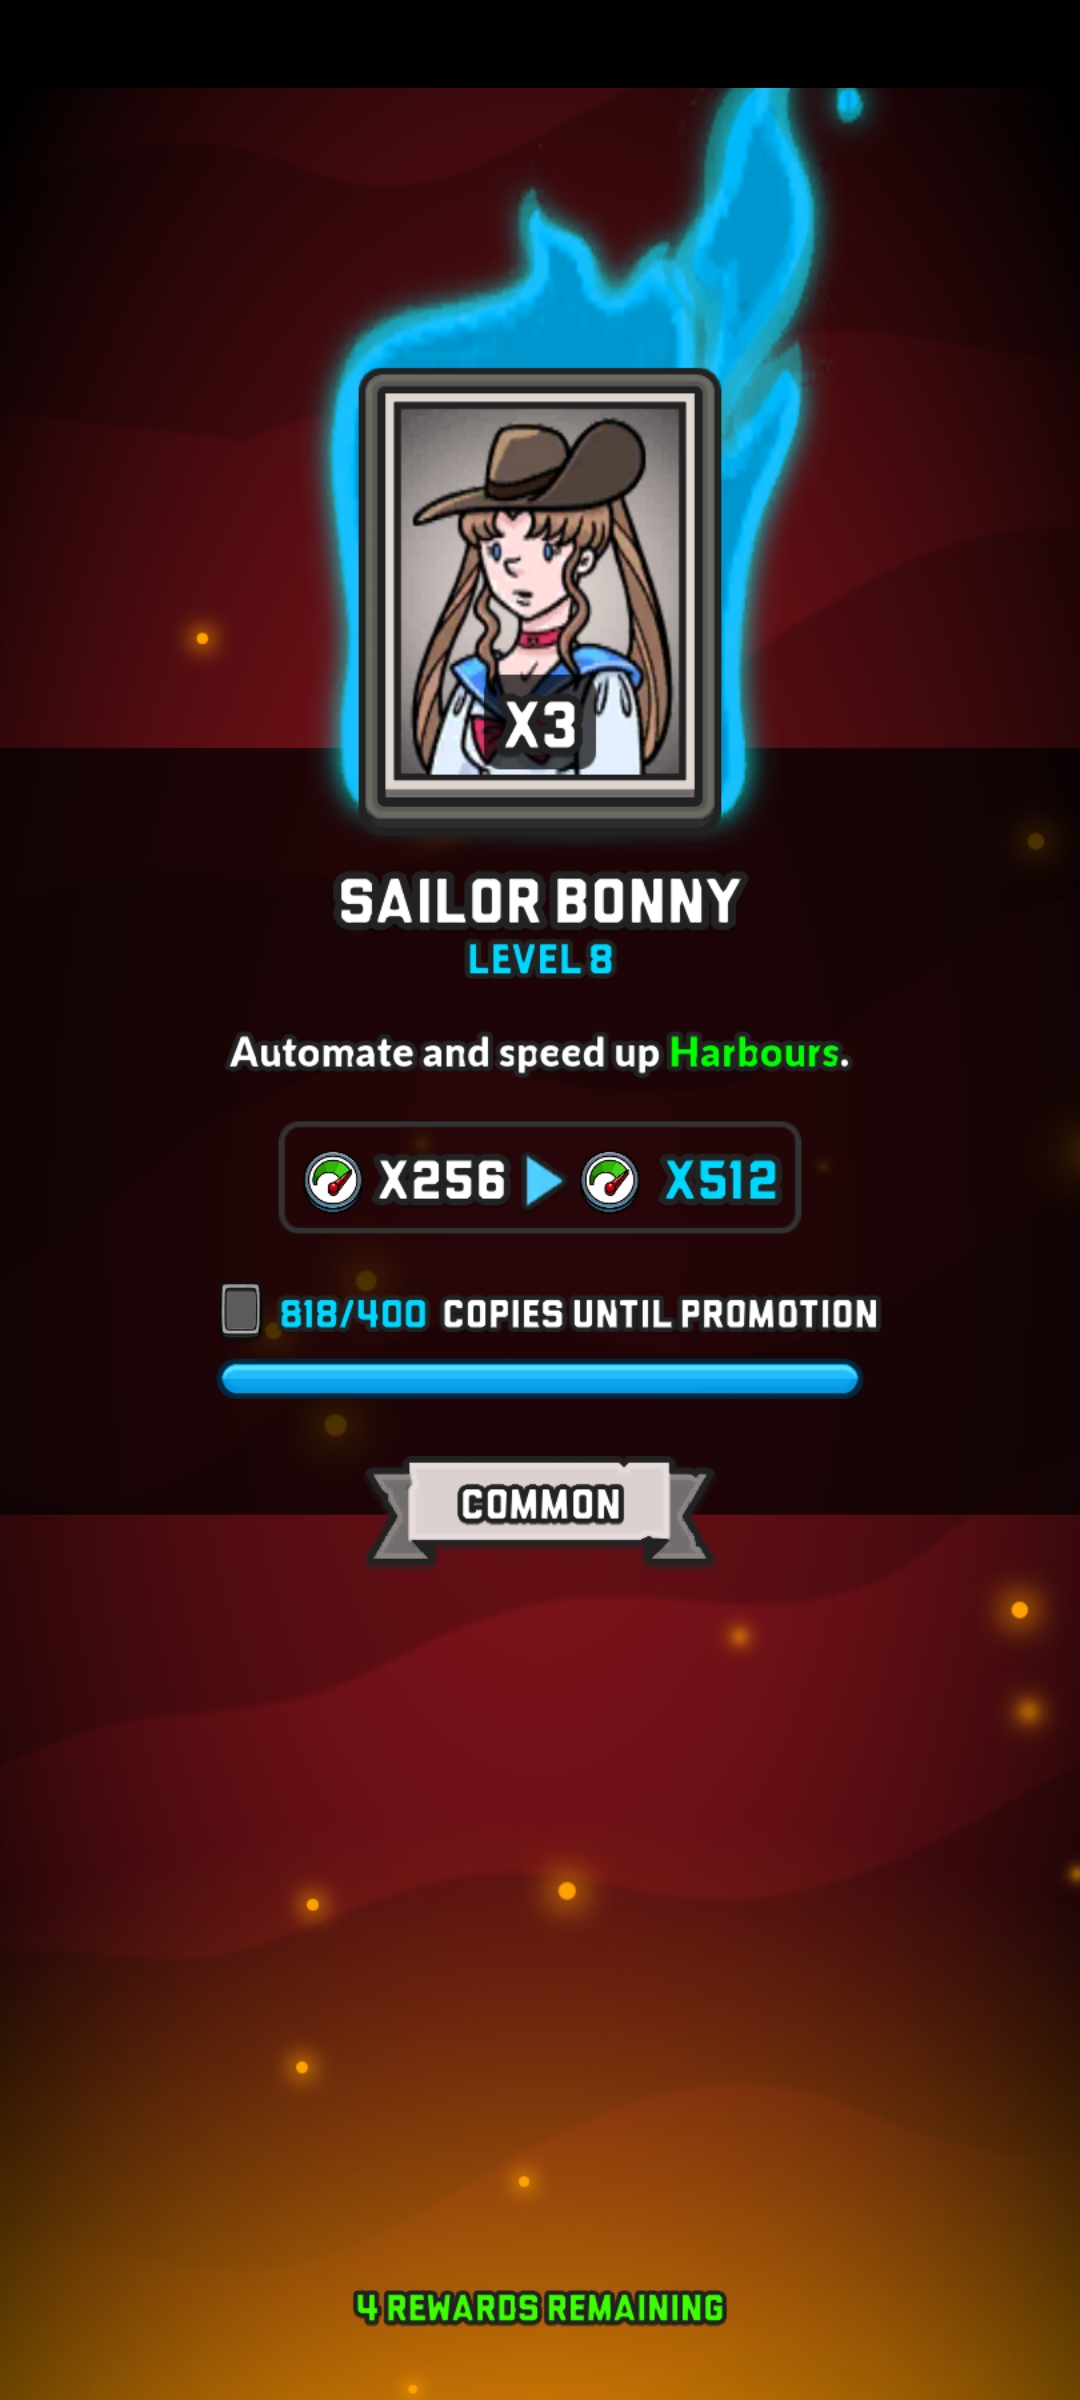 X3
SAILOR BONNY
LEVEL 8
Automate and speed up Harbours.
X256 X512
818/400 COPIES UNTIL PROMOTION
COMMON
4 REWARDS REMAINING